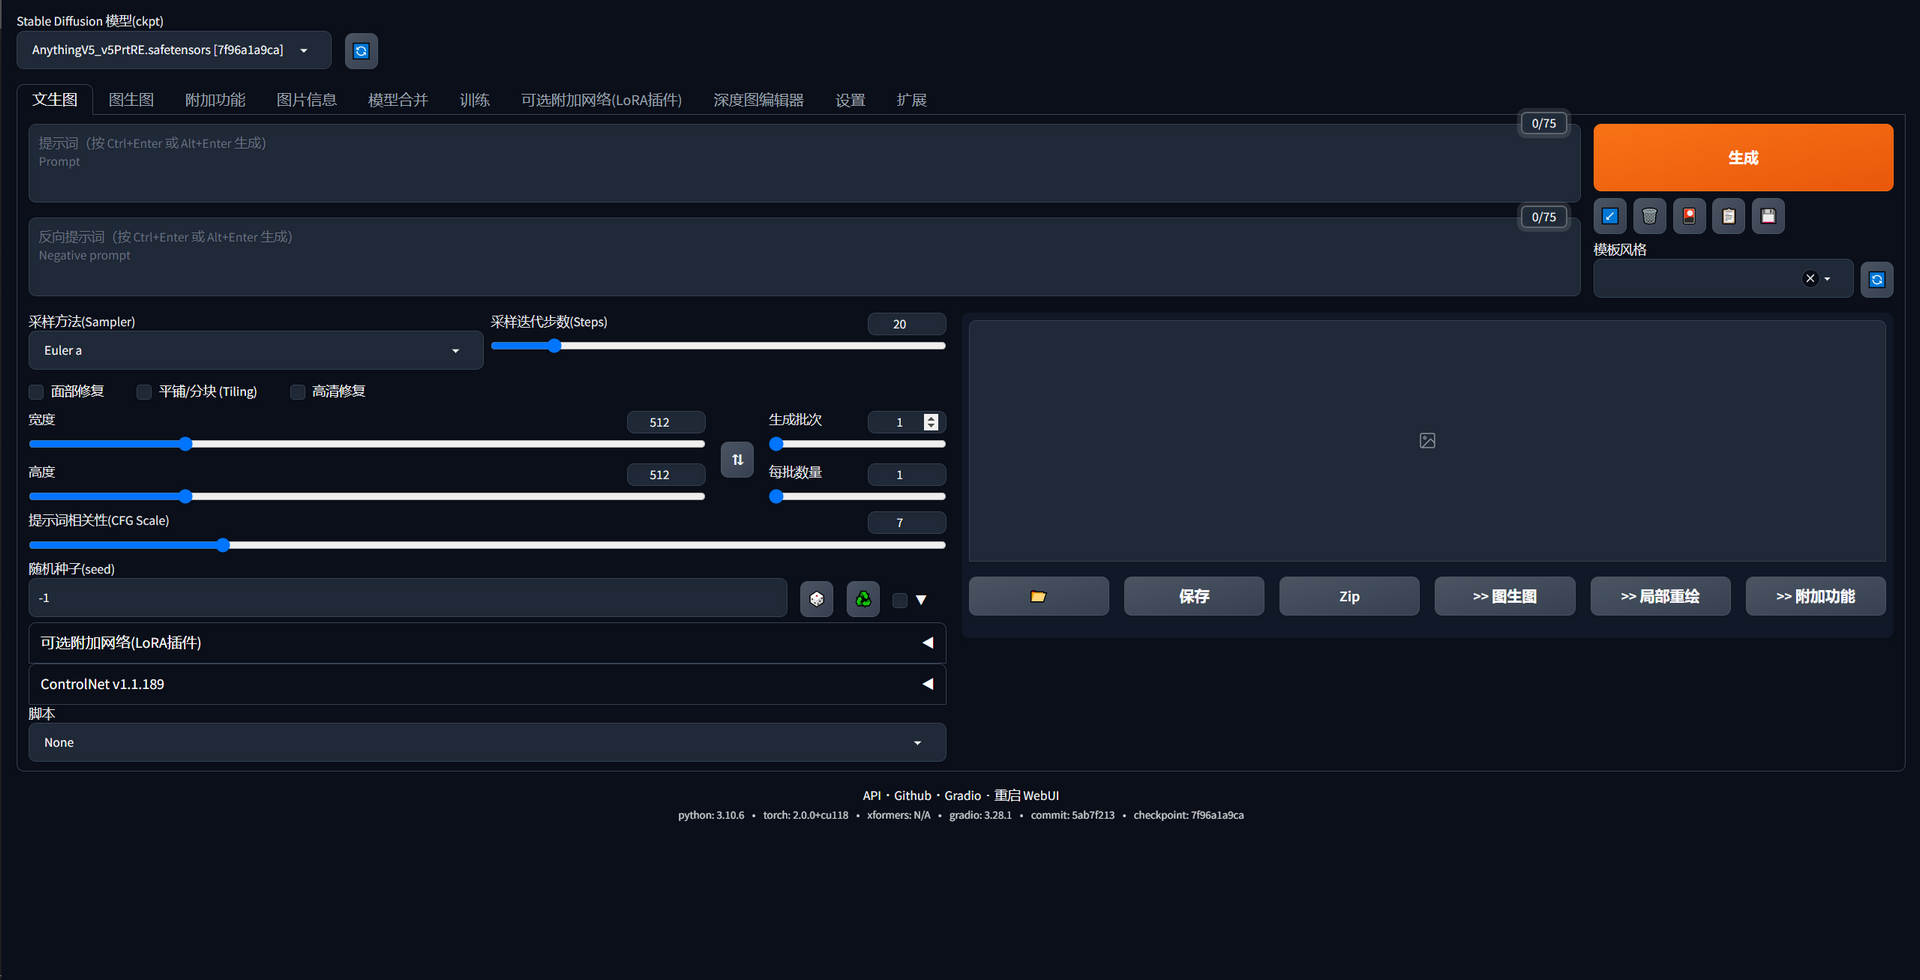 Stable Diffusion 模型(ckpt)
AnythingV5_v5PrtRE.safetensors [7f96a1a9ca]
文生图 图生图 附加功能 图片信息 模型合并 训练 可选附加网络(LoRA插件) 深度图编辑器 设置 扩展
提示词（按 Ctrl+Enter 或 Alt+Enter 生成）
Prompt
0/75
生成
反向提示词（按 Ctrl+Enter 或 Alt+Enter 生成）
Negative prompt
0/75
模板风格
采样方法(Sampler)
Euler a
采样迭代步数(Steps)
20
面部修复 平铺/分块 (Tiling) 高清修复
宽度
512
生成批次
1
高度
512
每批数量
1
提示词相关性(CFG Scale)
7
随机种子(seed)
-1
保存
Zip
>> 图生图
>> 局部重绘
>> 附加功能
可选附加网络(LoRA插件)
ControlNet v1.1.189
脚本
None
API • Github • Gradio • 重启 WebUI
python: 3.10.6 • torch: 2.0.0+cu118 • xformers: N/A • gradio: 3.28.1 • commit: 5ab7f213 • checkpoint: 7f96a1a9ca